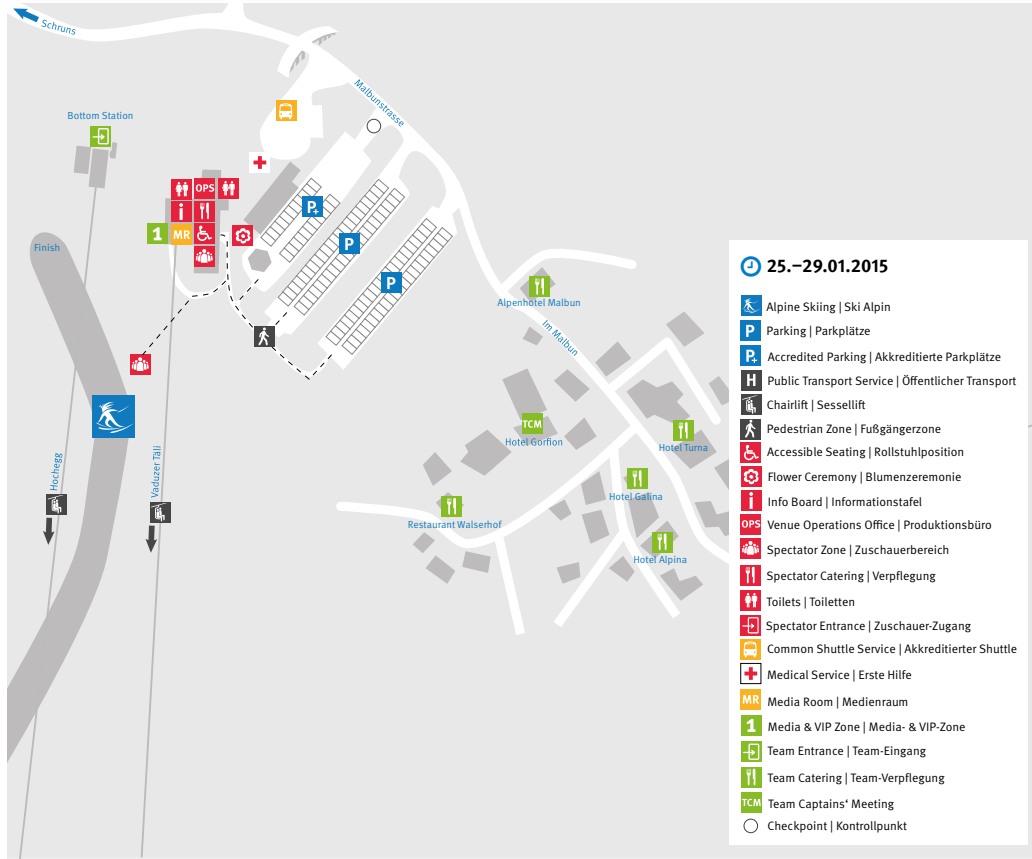 Schruns
Malbunstrasse
Bottom Station
OPS
P+
i
1
MR
P
Finish
P
Alpenhotel Malbun
Im Malbun
TCM
Hotel Gorfion
Hotel Turna
Hochegg
Vaduzer Täli
Hotel Galina
Restaurant Walserhof
Hotel Alpina
25.–29.01.2015
Alpine Skiing | Ski Alpin
P Parking | Parkplätze
P+ Accredited Parking | Akkreditierte Parkplätze
H Public Transport Service | Öffentlicher Transport
Chairlift | Sessellift
Pedestrian Zone | Fußgängerzone
Accessible Seating | Rollstuhlposition
Flower Ceremony | Blumenzeremonie
i Info Board | Informationstafel
OPS Venue Operations Office | Produktionsbüro
Spectator Zone | Zuschauerbereich
Spectator Catering | Verpflegung
Toilets | Toiletten
Spectator Entrance | Zuschauer-Zugang
Common Shuttle Service | Akkreditierter Shuttle
Medical Service | Erste Hilfe
MR Media Room | Medienraum
1 Media & VIP Zone | Media- & VIP-Zone
Team Entrance | Team-Eingang
Team Catering | Team-Verpflegung
TCM Team Captains‘ Meeting
Checkpoint | Kontrollpunkt